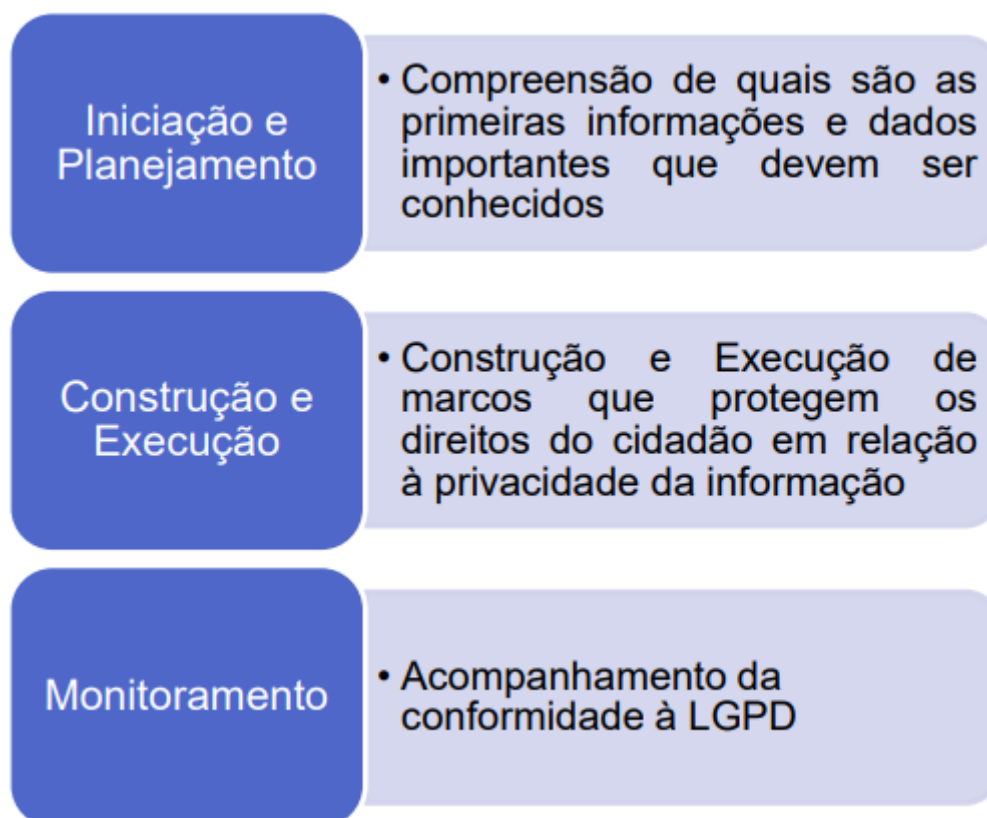 Iniciação e
Planejamento
• Compreensão de quais são as
primeiras informações e dados
importantes que devem ser
conhecidos
Construção e
Execução
• Construção e Execução de
marcos que protegem os
direitos do cidadão em relação
à privacidade da informação
Monitoramento
• Acompanhamento da
conformidade à LGPD